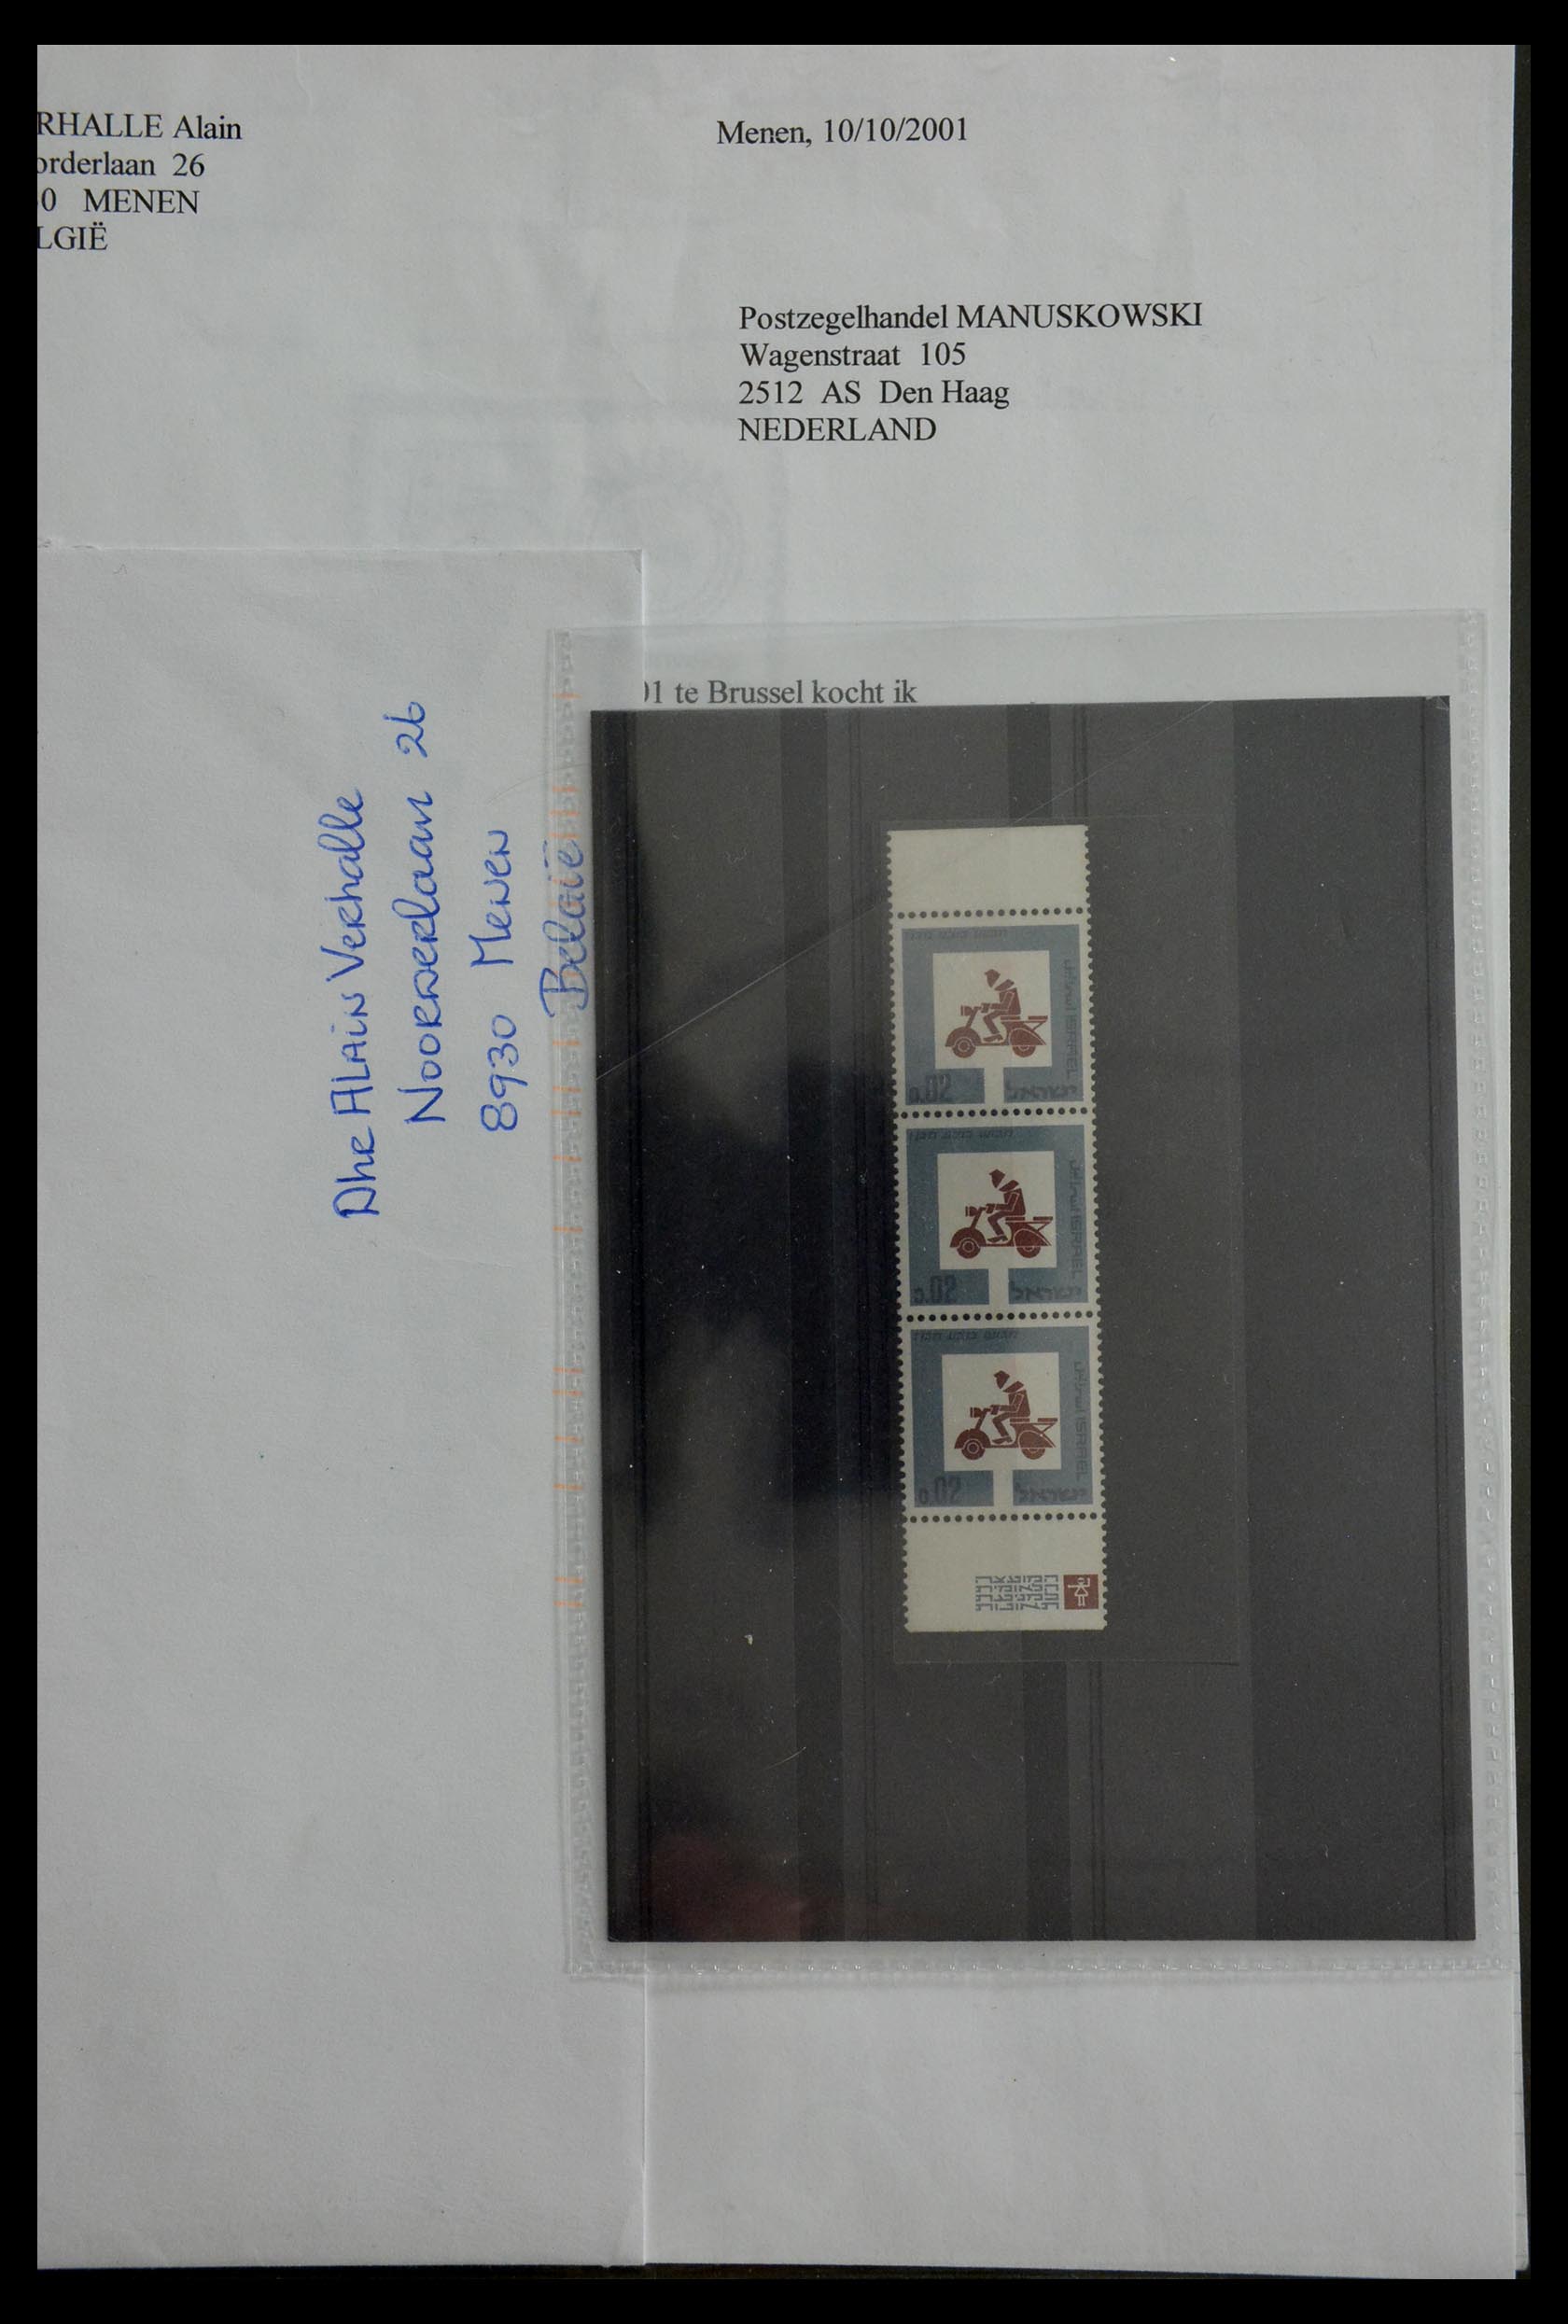 RHALLE Alain
orderlaan 26
0 MENEN
LGIË
Menen, 10/10/2001
Postzegelhandel MANUSKOWSKI
Wagenstraat 105
2512 AS Den Haag
NEDERLAND
01 te Brussel kocht ik
Dhr Alain Verhalle
Noorderlaan 26
8930 Menen
België
ISRAEL
0.02
ישראל
ISRAEL
0.02
ישראל
ISRAEL
0.02
ישראל